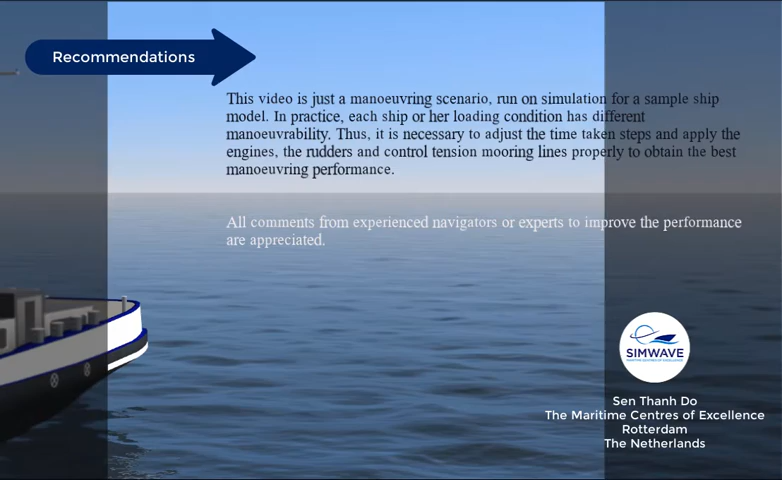 Recommendations
This video is just a manoeuvring scenario, run on simulation for a sample ship
model. In practice, each ship or her loading condition has different
manoeuvrability. Thus, it is necessary to adjust the time taken steps and apply the
engines, the rudders and control tension mooring lines properly to obtain the best
manoeuvring performance.
All comments from experienced navigators or experts to improve the performance
are appreciated.
SIMWAVE
MARITIME CENTRES OF EXCELLENCE
Sen Thanh Do
The Maritime Centres of Excellence
Rotterdam
The Netherlands